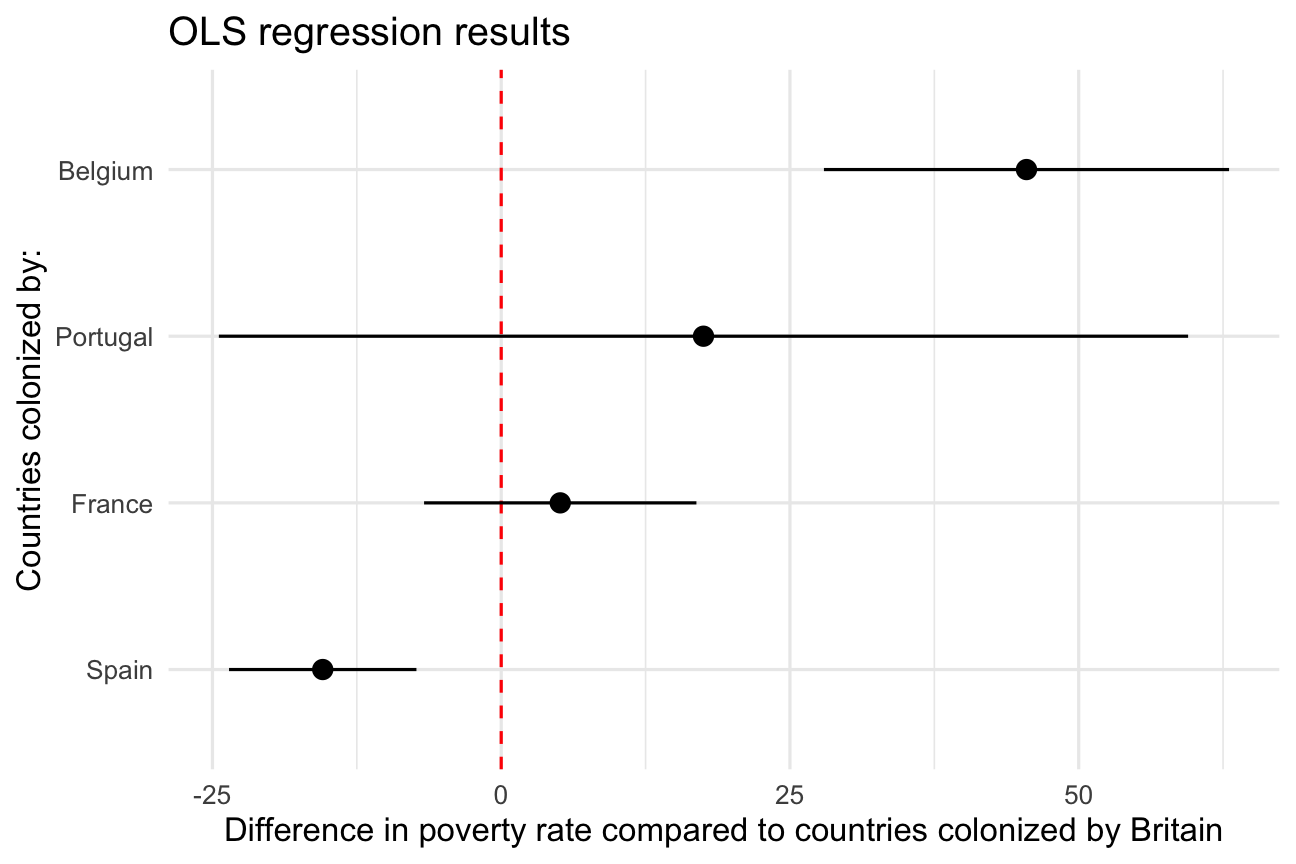 OLS regression results
Countries colonized by:
Belgium
Portugal
France
Spain
-25 0 25 50
Difference in poverty rate compared to countries colonized by Britain